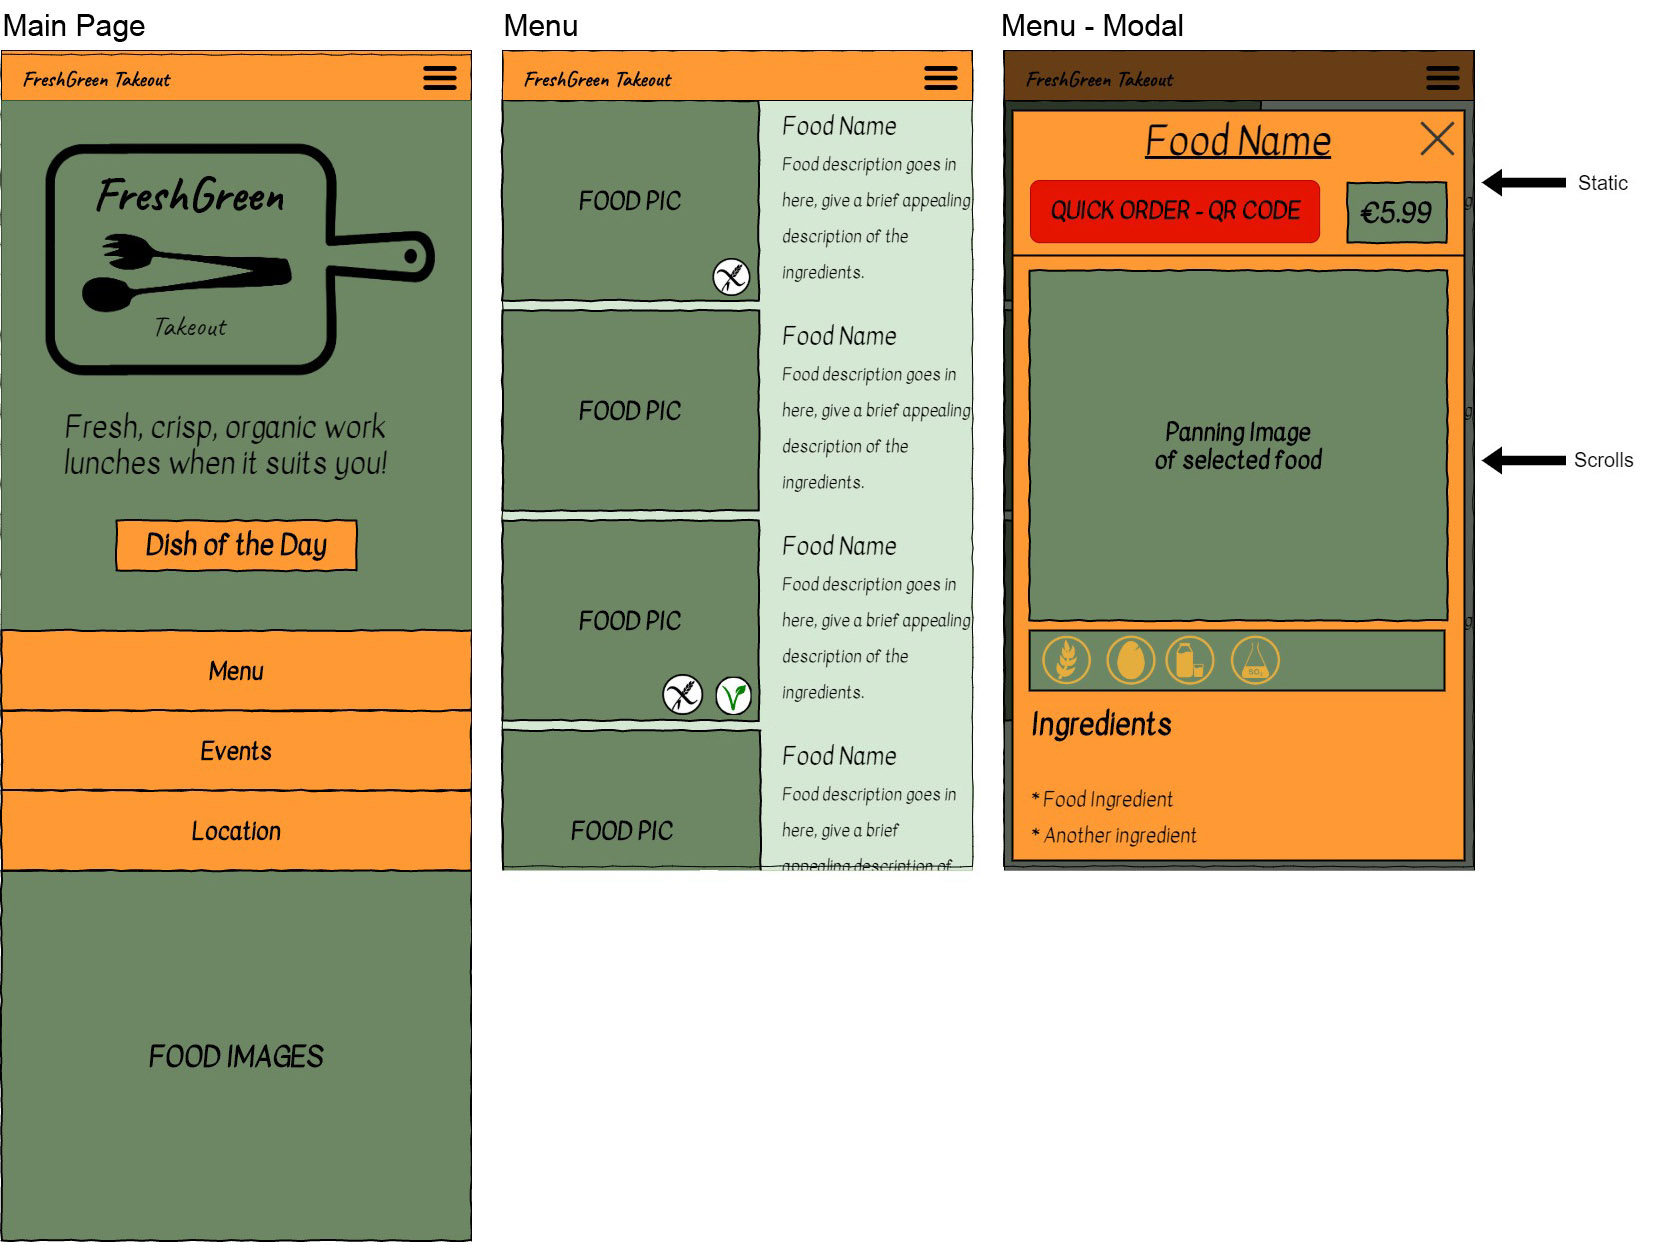 Main Page
FreshGreen Takeout
FreshGreen
Takeout
Fresh, crisp, organic work
lunches when it suits you!
Dish of the Day
Menu
Events
Location
FOOD IMAGES
Menu
FreshGreen Takeout
FOOD PIC
Food Name
Food description goes in
here, give a brief appealing
description of the
ingredients.
FOOD PIC
Food Name
Food description goes in
here, give a brief appealing
description of the
ingredients.
FOOD PIC
V
Food Name
Food description goes in
here, give a brief appealing
description of the
ingredients.
FOOD PIC
Food Name
Food description goes in
here, give a brief
appealing description of
Menu - Modal
FreshGreen Takeout
Food Name
QUICK ORDER - QR CODE
€5.99
Panning Image
of selected food
SO₂
Ingredients
* Food Ingredient
* Another ingredient
g
g
g
Static
Scrolls